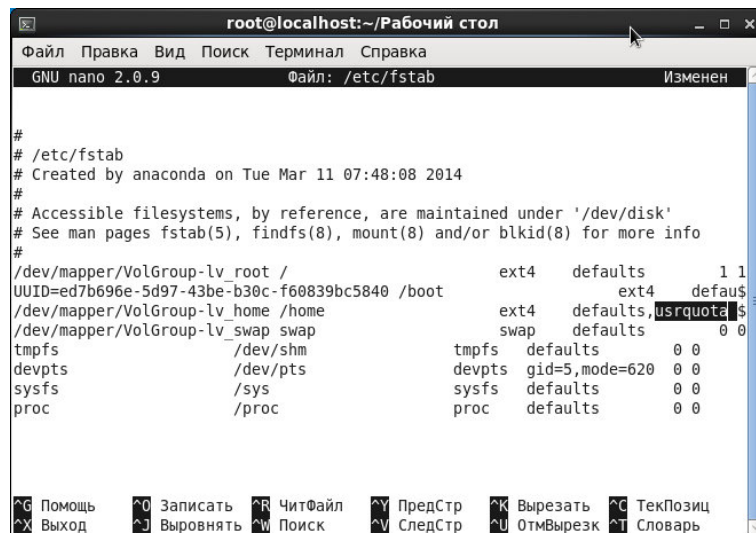 root@localhost:~/Рабочий стол
Файл Правка Вид Поиск Терминал Справка
GNU nano 2.0.9 Файл: /etc/fstab Изменен
#
# /etc/fstab
# Created by anaconda on Tue Mar 11 07:48:08 2014
#
# Accessible filesystems, by reference, are maintained under '/dev/disk'
# See man pages fstab(5), findfs(8), mount(8) and/or blkid(8) for more info
#
/dev/mapper/VolGroup-lv_root / ext4 defaults 1 1
UUID=ed7b696e-5d97-43be-b30c-f60839bc5840 /boot ext4 defau$
/dev/mapper/VolGroup-lv_home /home ext4 defaults,usrquota $
/dev/mapper/VolGroup-lv_swap swap swap defaults 0 0
tmpfs /dev/shm tmpfs defaults 0 0
devpts /dev/pts devpts gid=5,mode=620 0 0
sysfs /sys sysfs defaults 0 0
proc /proc proc defaults 0 0
^G Помощь ^O Записать ^R ЧитФайл ^Y ПредСтр ^K Вырезать ^C ТекПозиц
^X Выход ^J Выровнять ^W Поиск ^V СледСтр ^U ОтмВырезк ^T Словарь